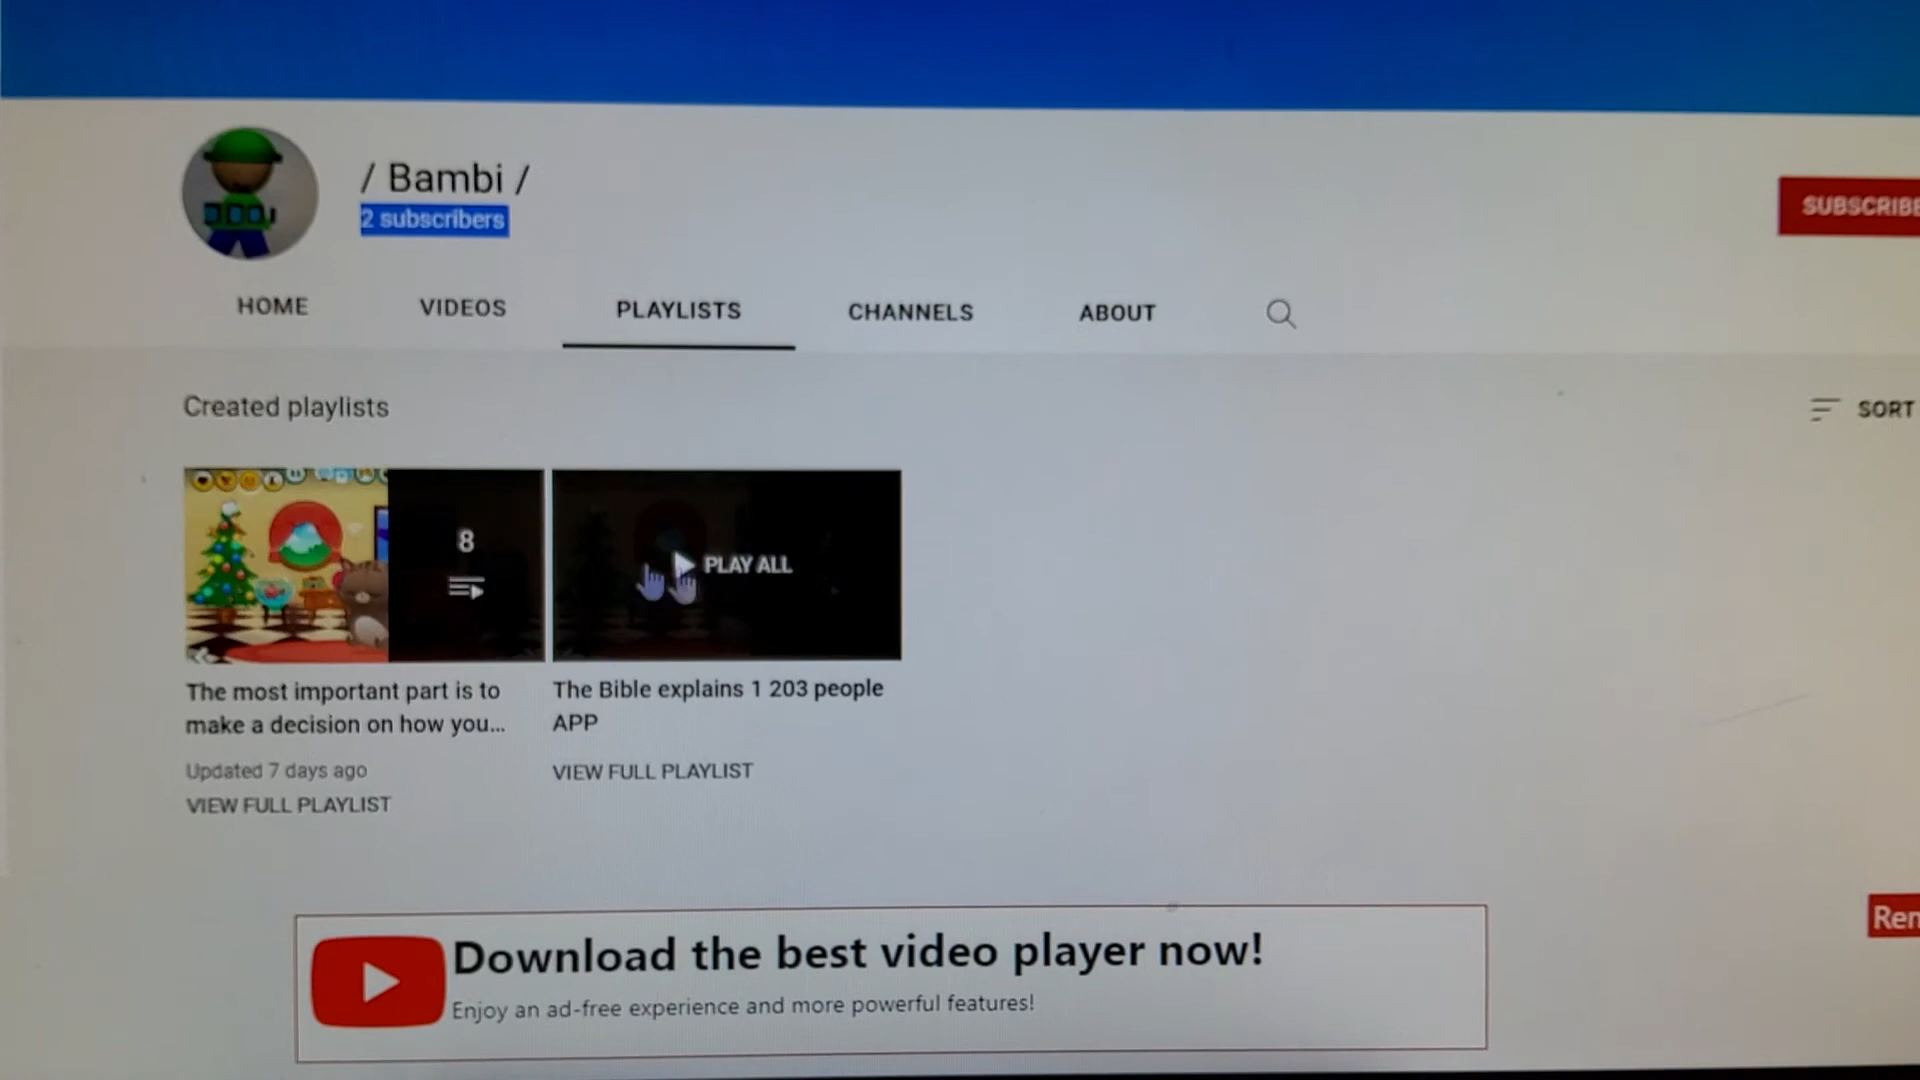 / Bambi /
2 subscribers
SUBSCRIBE
HOME VIDEOS PLAYLISTS CHANNELS ABOUT
Created playlists
SORT
8
PLAY ALL
The most important part is to
make a decision on how you...
Updated 7 days ago
VIEW FULL PLAYLIST
The Bible explains 1 203 people
APP
VIEW FULL PLAYLIST
Ren
Download the best video player now!
Enjoy an ad-free experience and more powerful features!